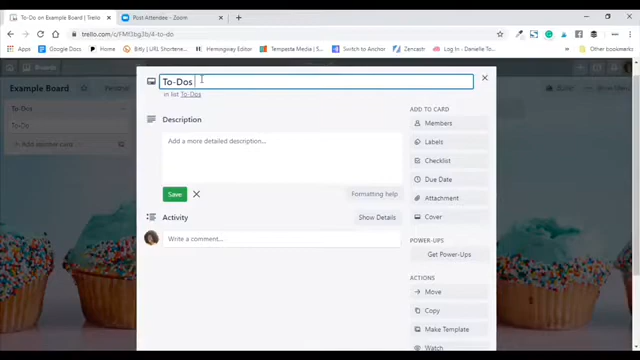 To-Do on Example Board | Trello
Post Attendee - Zoom
trello.com/c/FMf3bg3b/4-to-do
Apps
Google Docs
Home
Bitly | URL Shortene...
Hemingway Editor
Tempesta Media: Str...
Switch to Anchor
Zencastr
Log In - Danielle To...
Other bookmarks
Boards
Example Board
Personal
To-Dos
To-Do
+ Add another card
To-Dos
in list To-Dos
Description
Add a more detailed description...
Save
Formatting help
Activity
Show Details
Write a comment...
ADD TO CARD
Members
Labels
Checklist
Due Date
Attachment
Cover
POWER-UPS
Get Power-Ups
ACTIONS
Move
Copy
Make Template
Watch